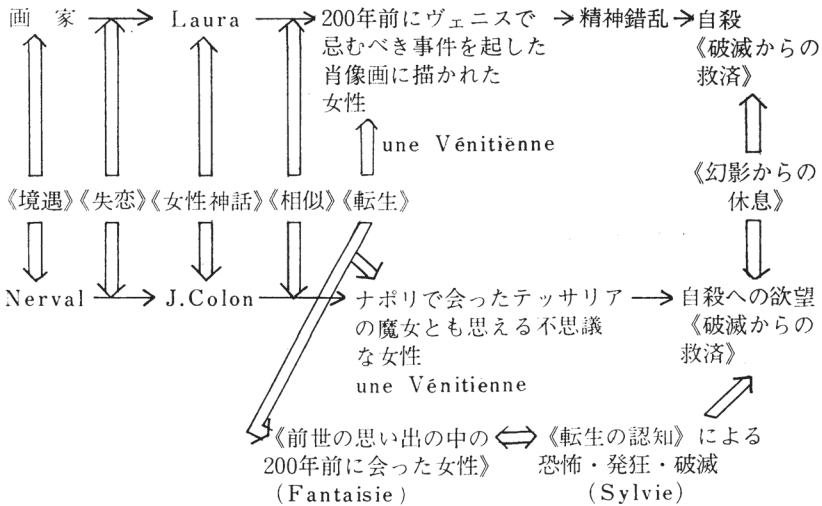 画家 Laura 200年前にヴェニスで 精神錯乱 自殺
忌むべき事件を起した 《破滅からの
肖像画に描かれた 救済》
女性
une Vénitiènne
《幻影からの
《境遇》《失恋》《女性神話》《相似》《転生》 休息》
Nerval J.Colon ナポリで会ったテッサリア 自殺への欲望
の魔女とも思える不思議 《破滅からの
な女性 救済》
une Vénitienne
《前世の思い出の中の 《転生の認知》による
200年前に会った女性》 恐怖・発狂・破滅
(Fantaisie) (Sylvie)